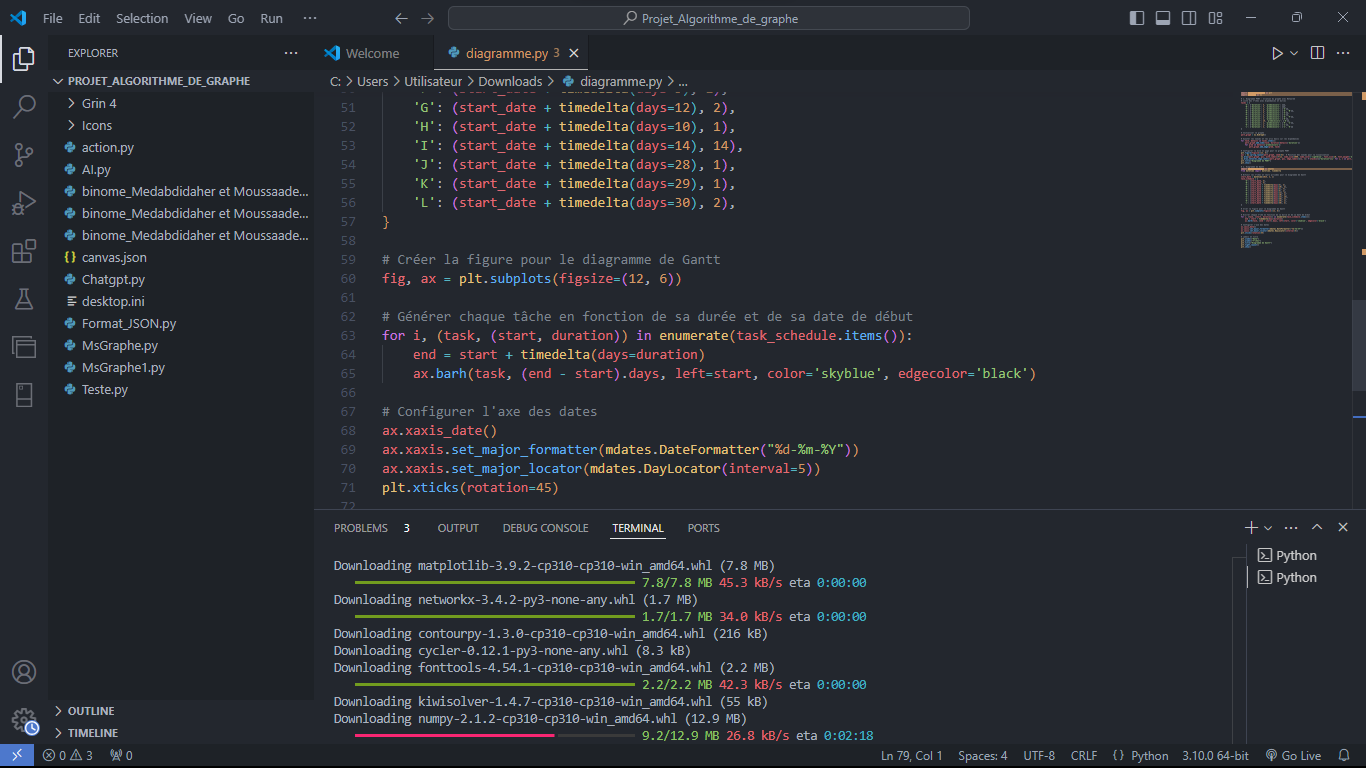 File Edit Selection View Go Run ··· Projet_Algorithme_de_graphe
EXPLORER ···
PROJET_ALGORITHME_DE_GRAPHE
Grin 4
Icons
action.py
AI.py
binome_Medabdidaher et Moussaade...
binome_Medabdidaher et Moussaade...
binome_Medabdidaher et Moussaade...
{} canvas.json
Chatgpt.py
desktop.ini
Format_JSON.py
MsGraphe.py
MsGraphe1.py
Teste.py
OUTLINE
TIMELINE
Welcome diagramme.py 3
C: > Users > Utilisateur > Downloads > diagramme.py > ...
51 'G': (start_date + timedelta(days=12), 2),
52 'H': (start_date + timedelta(days=10), 1),
53 'I': (start_date + timedelta(days=14), 14),
54 'J': (start_date + timedelta(days=28), 1),
55 'K': (start_date + timedelta(days=29), 1),
56 'L': (start_date + timedelta(days=30), 2),
57 }
58
59 # Créer la figure pour le diagramme de Gantt
60 fig, ax = plt.subplots(figsize=(12, 6))
61
62 # Générer chaque tâche en fonction de sa durée et de sa date de début
63 for i, (task, (start, duration)) in enumerate(task_schedule.items()):
64 end = start + timedelta(days=duration)
65 ax.barh(task, (end - start).days, left=start, color='skyblue', edgecolor='black')
66
67 # Configurer l'axe des dates
68 ax.xaxis_date()
69 ax.xaxis.set_major_formatter(mdates.DateFormatter("%d-%m-%Y"))
70 ax.xaxis.set_major_locator(mdates.DayLocator(interval=5))
71 plt.xticks(rotation=45)
72
PROBLEMS 3 OUTPUT DEBUG CONSOLE TERMINAL PORTS
Downloading matplotlib-3.9.2-cp310-cp310-win_amd64.whl (7.8 MB)
7.8/7.8 MB 45.3 kB/s eta 0:00:00
Downloading networkx-3.4.2-py3-none-any.whl (1.7 MB)
1.7/1.7 MB 34.0 kB/s eta 0:00:00
Downloading contourpy-1.3.0-cp310-cp310-win_amd64.whl (216 kB)
Downloading cycler-0.12.1-py3-none-any.whl (8.3 kB)
Downloading fonttools-4.54.1-cp310-cp310-win_amd64.whl (2.2 MB)
2.2/2.2 MB 42.3 kB/s eta 0:00:00
Downloading kiwisolver-1.4.7-cp310-cp310-win_amd64.whl (55 kB)
Downloading numpy-2.1.2-cp310-cp310-win_amd64.whl (12.9 MB)
9.2/12.9 MB 26.8 kB/s eta 0:02:18
Python
Python
0 3 0 Ln 79, Col 1 Spaces: 4 UTF-8 CRLF {} Python 3.10.0 64-bit Go Live